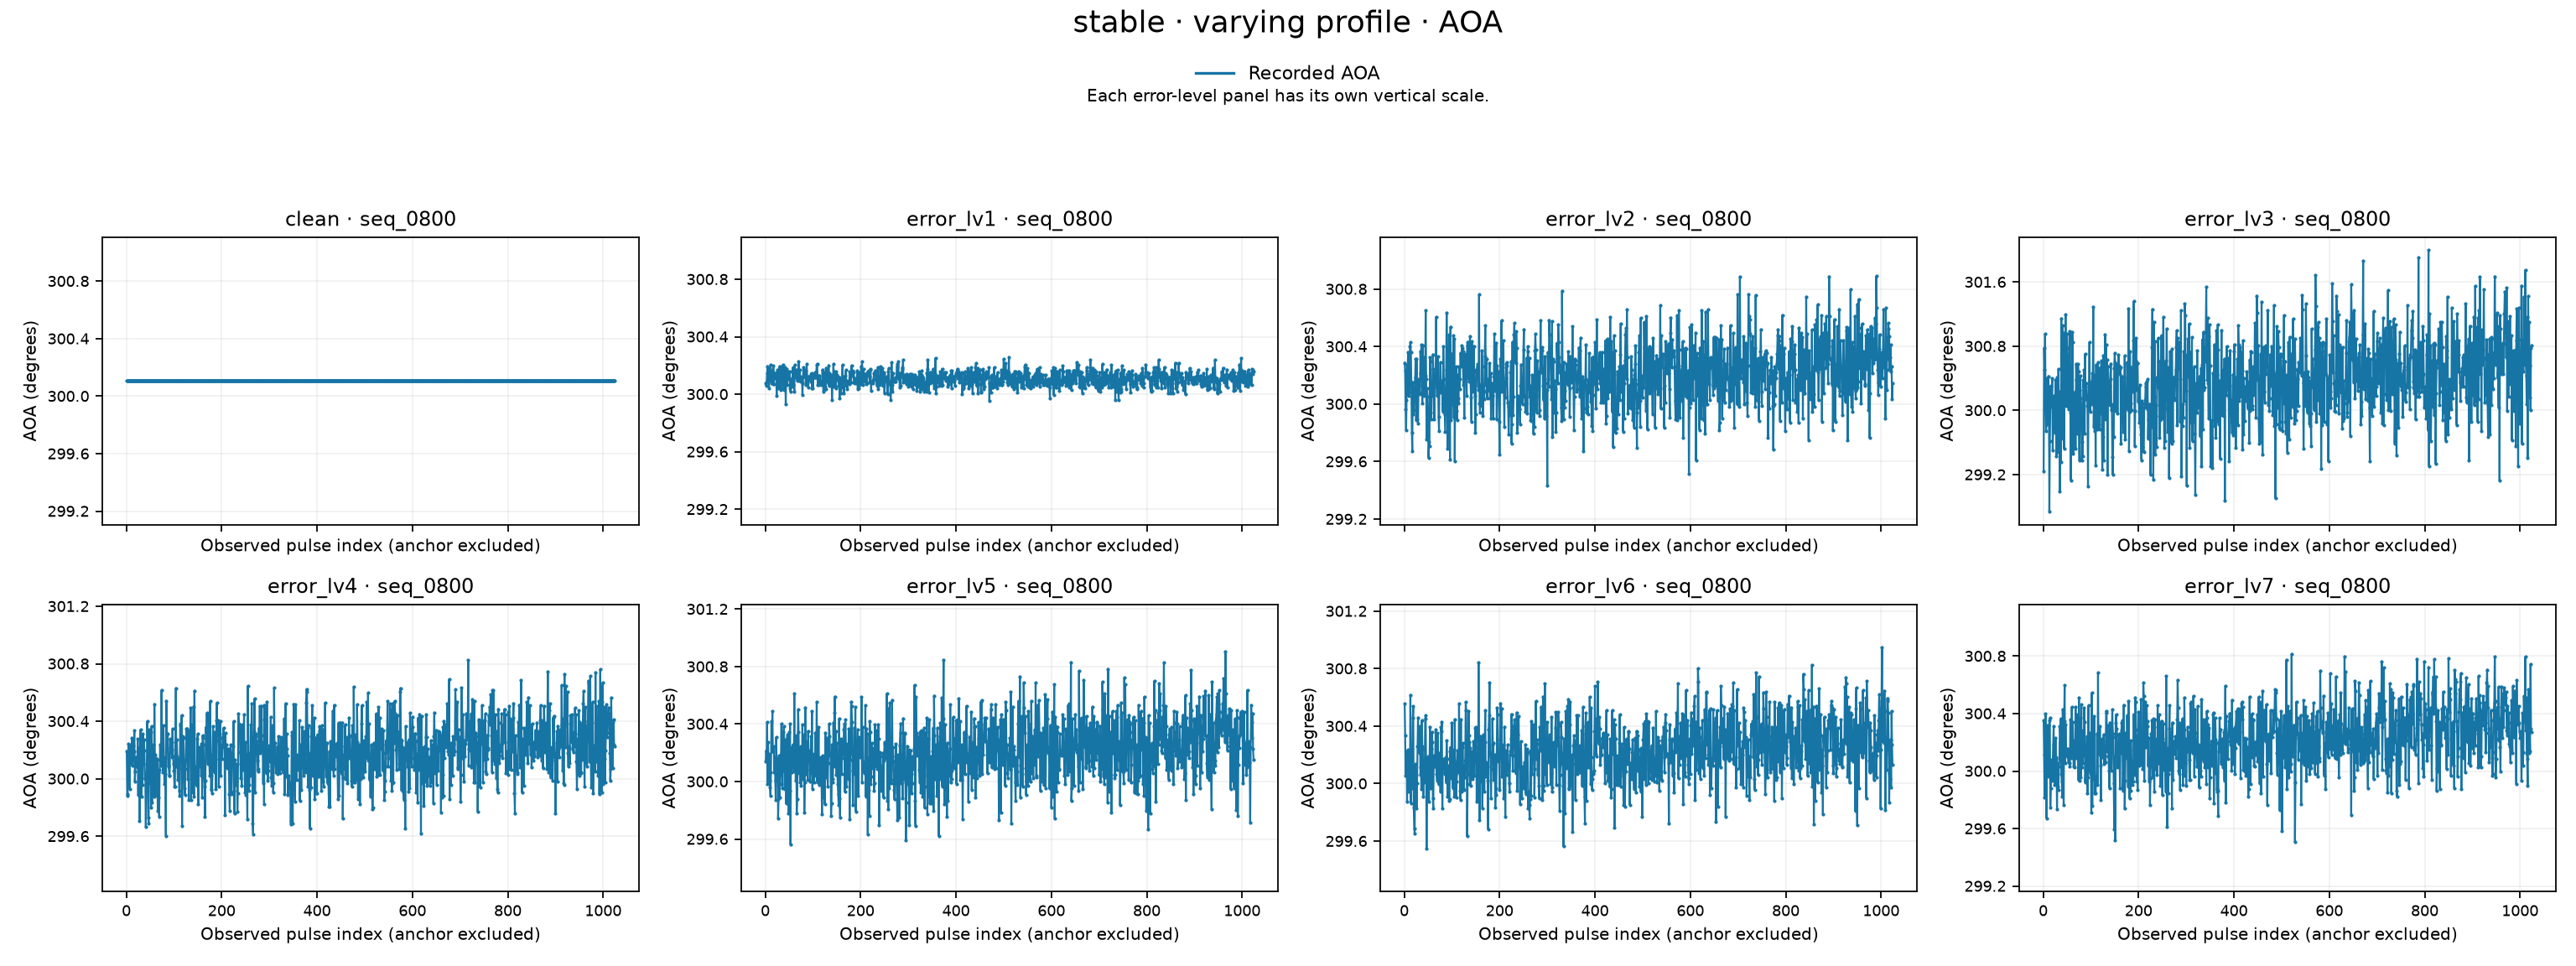 stable · varying profile · AOA
Recorded AOA
Each error-level panel has its own vertical scale.
clean · seq_0800
error_lv1 · seq_0800
error_lv2 · seq_0800
error_lv3 · seq_0800
AOA (degrees)
300.8
300.4
300.0
299.6
299.2
Observed pulse index (anchor excluded)
AOA (degrees)
300.8
300.4
300.0
299.6
299.2
Observed pulse index (anchor excluded)
AOA (degrees)
300.8
300.4
300.0
299.6
299.2
Observed pulse index (anchor excluded)
AOA (degrees)
301.6
300.8
300.0
299.2
Observed pulse index (anchor excluded)
error_lv4 · seq_0800
error_lv5 · seq_0800
error_lv6 · seq_0800
error_lv7 · seq_0800
AOA (degrees)
301.2
300.8
300.4
300.0
299.6
0 200 400 600 800 1000
Observed pulse index (anchor excluded)
AOA (degrees)
301.2
300.8
300.4
300.0
299.6
0 200 400 600 800 1000
Observed pulse index (anchor excluded)
AOA (degrees)
301.2
300.8
300.4
300.0
299.6
0 200 400 600 800 1000
Observed pulse index (anchor excluded)
AOA (degrees)
300.8
300.4
300.0
299.6
299.2
0 200 400 600 800 1000
Observed pulse index (anchor excluded)